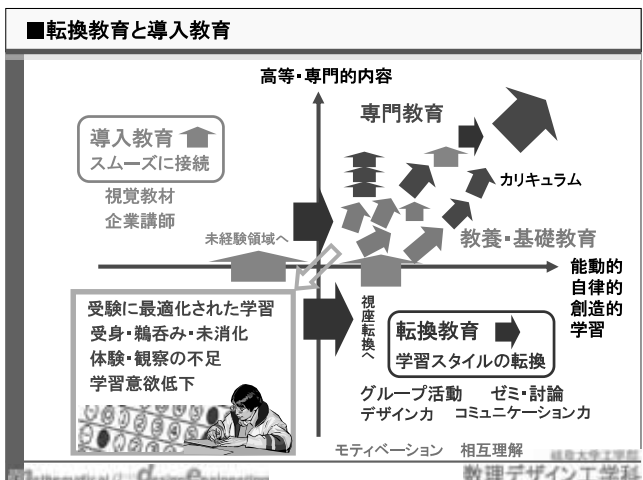 ■転換教育と導入教育
高等・専門的内容
専門教育
導入教育
スムーズに接続
視覚教材
企業講師
カリキュラム
未経験領域へ
教養・基礎教育
能動的
自律的
創造的
学習
受験に最適化された学習
受身・鵜呑み・未消化
体験・観察の不足
学習意欲低下
視座転換へ
転換教育
学習スタイルの転換
グループ活動 ゼミ・討論
デザイン力 コミュニケーション力
モティベーション 相互理解
岐阜大学工学部
数理デザイン工学科